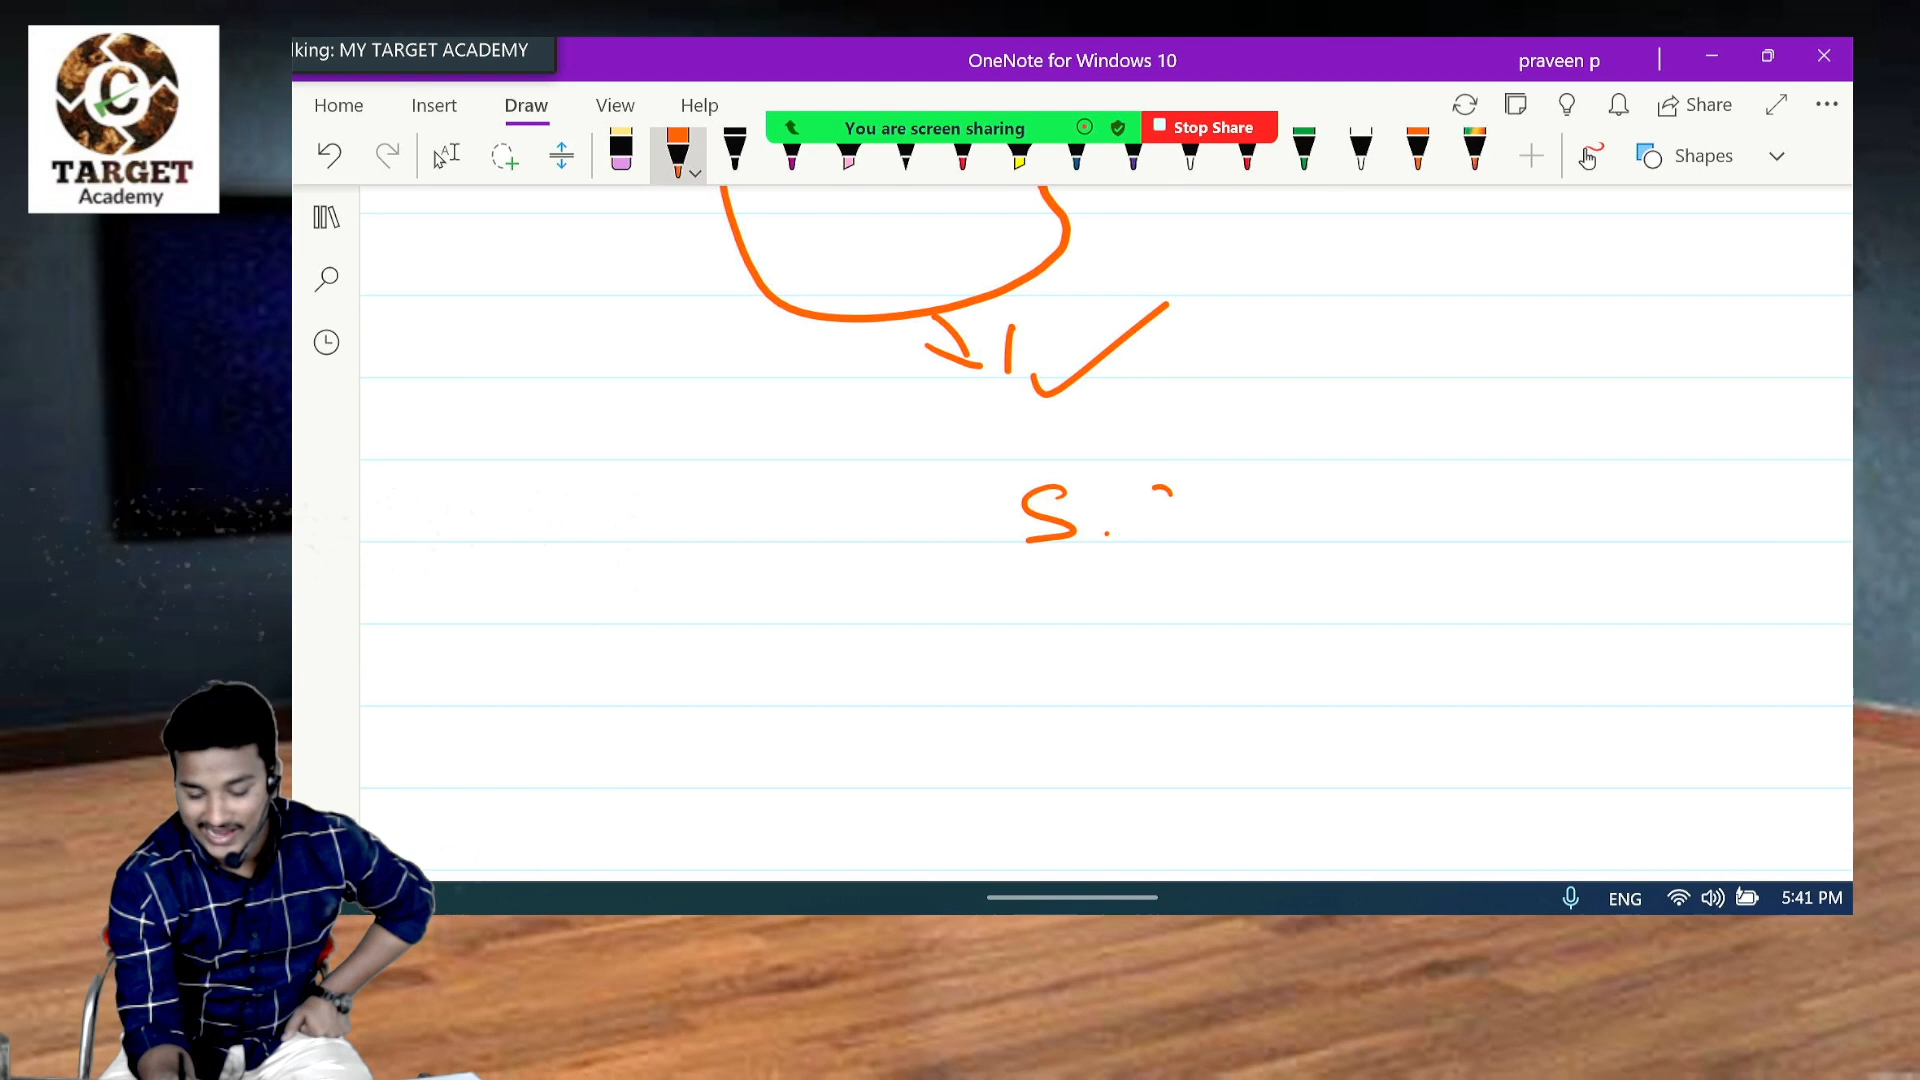 C
TARGET
Academy
lking: MY TARGET ACADEMY
OneNote for Windows 10
praveen p
Home Insert Draw View Help
You are screen sharing
Stop Share
Share
Shapes
1
S.
ENG
5:41 PM